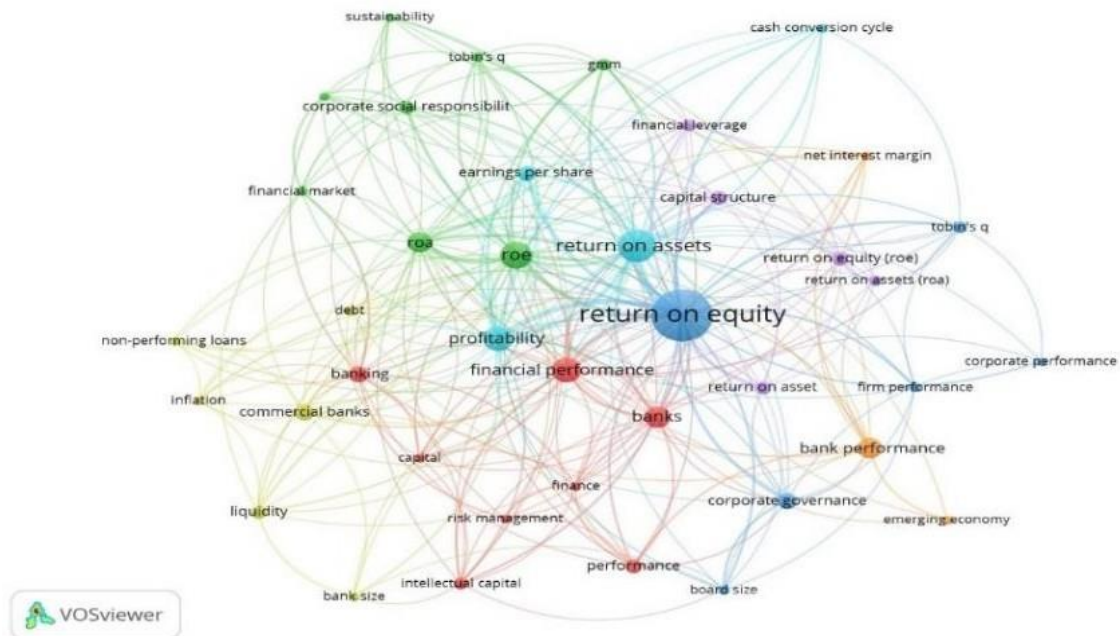 sustainability
cash conversion cycle
tobin's q
gmm
corporate social responsibilit
financial leverage
net interest margin
earnings per share
financial market
capital structure
tobin's q
roa
roe
return on assets
return on equity (roe)
return on assets (roa)
debt
return on equity
non-performing loans
profitability
corporate performance
banking
financial performance
return on asset
firm performance
inflation
commercial banks
banks
bank performance
capital
finance
corporate governance
liquidity
risk management
emerging economy
performance
intellectual capital
board size
bank size
VOSviewer